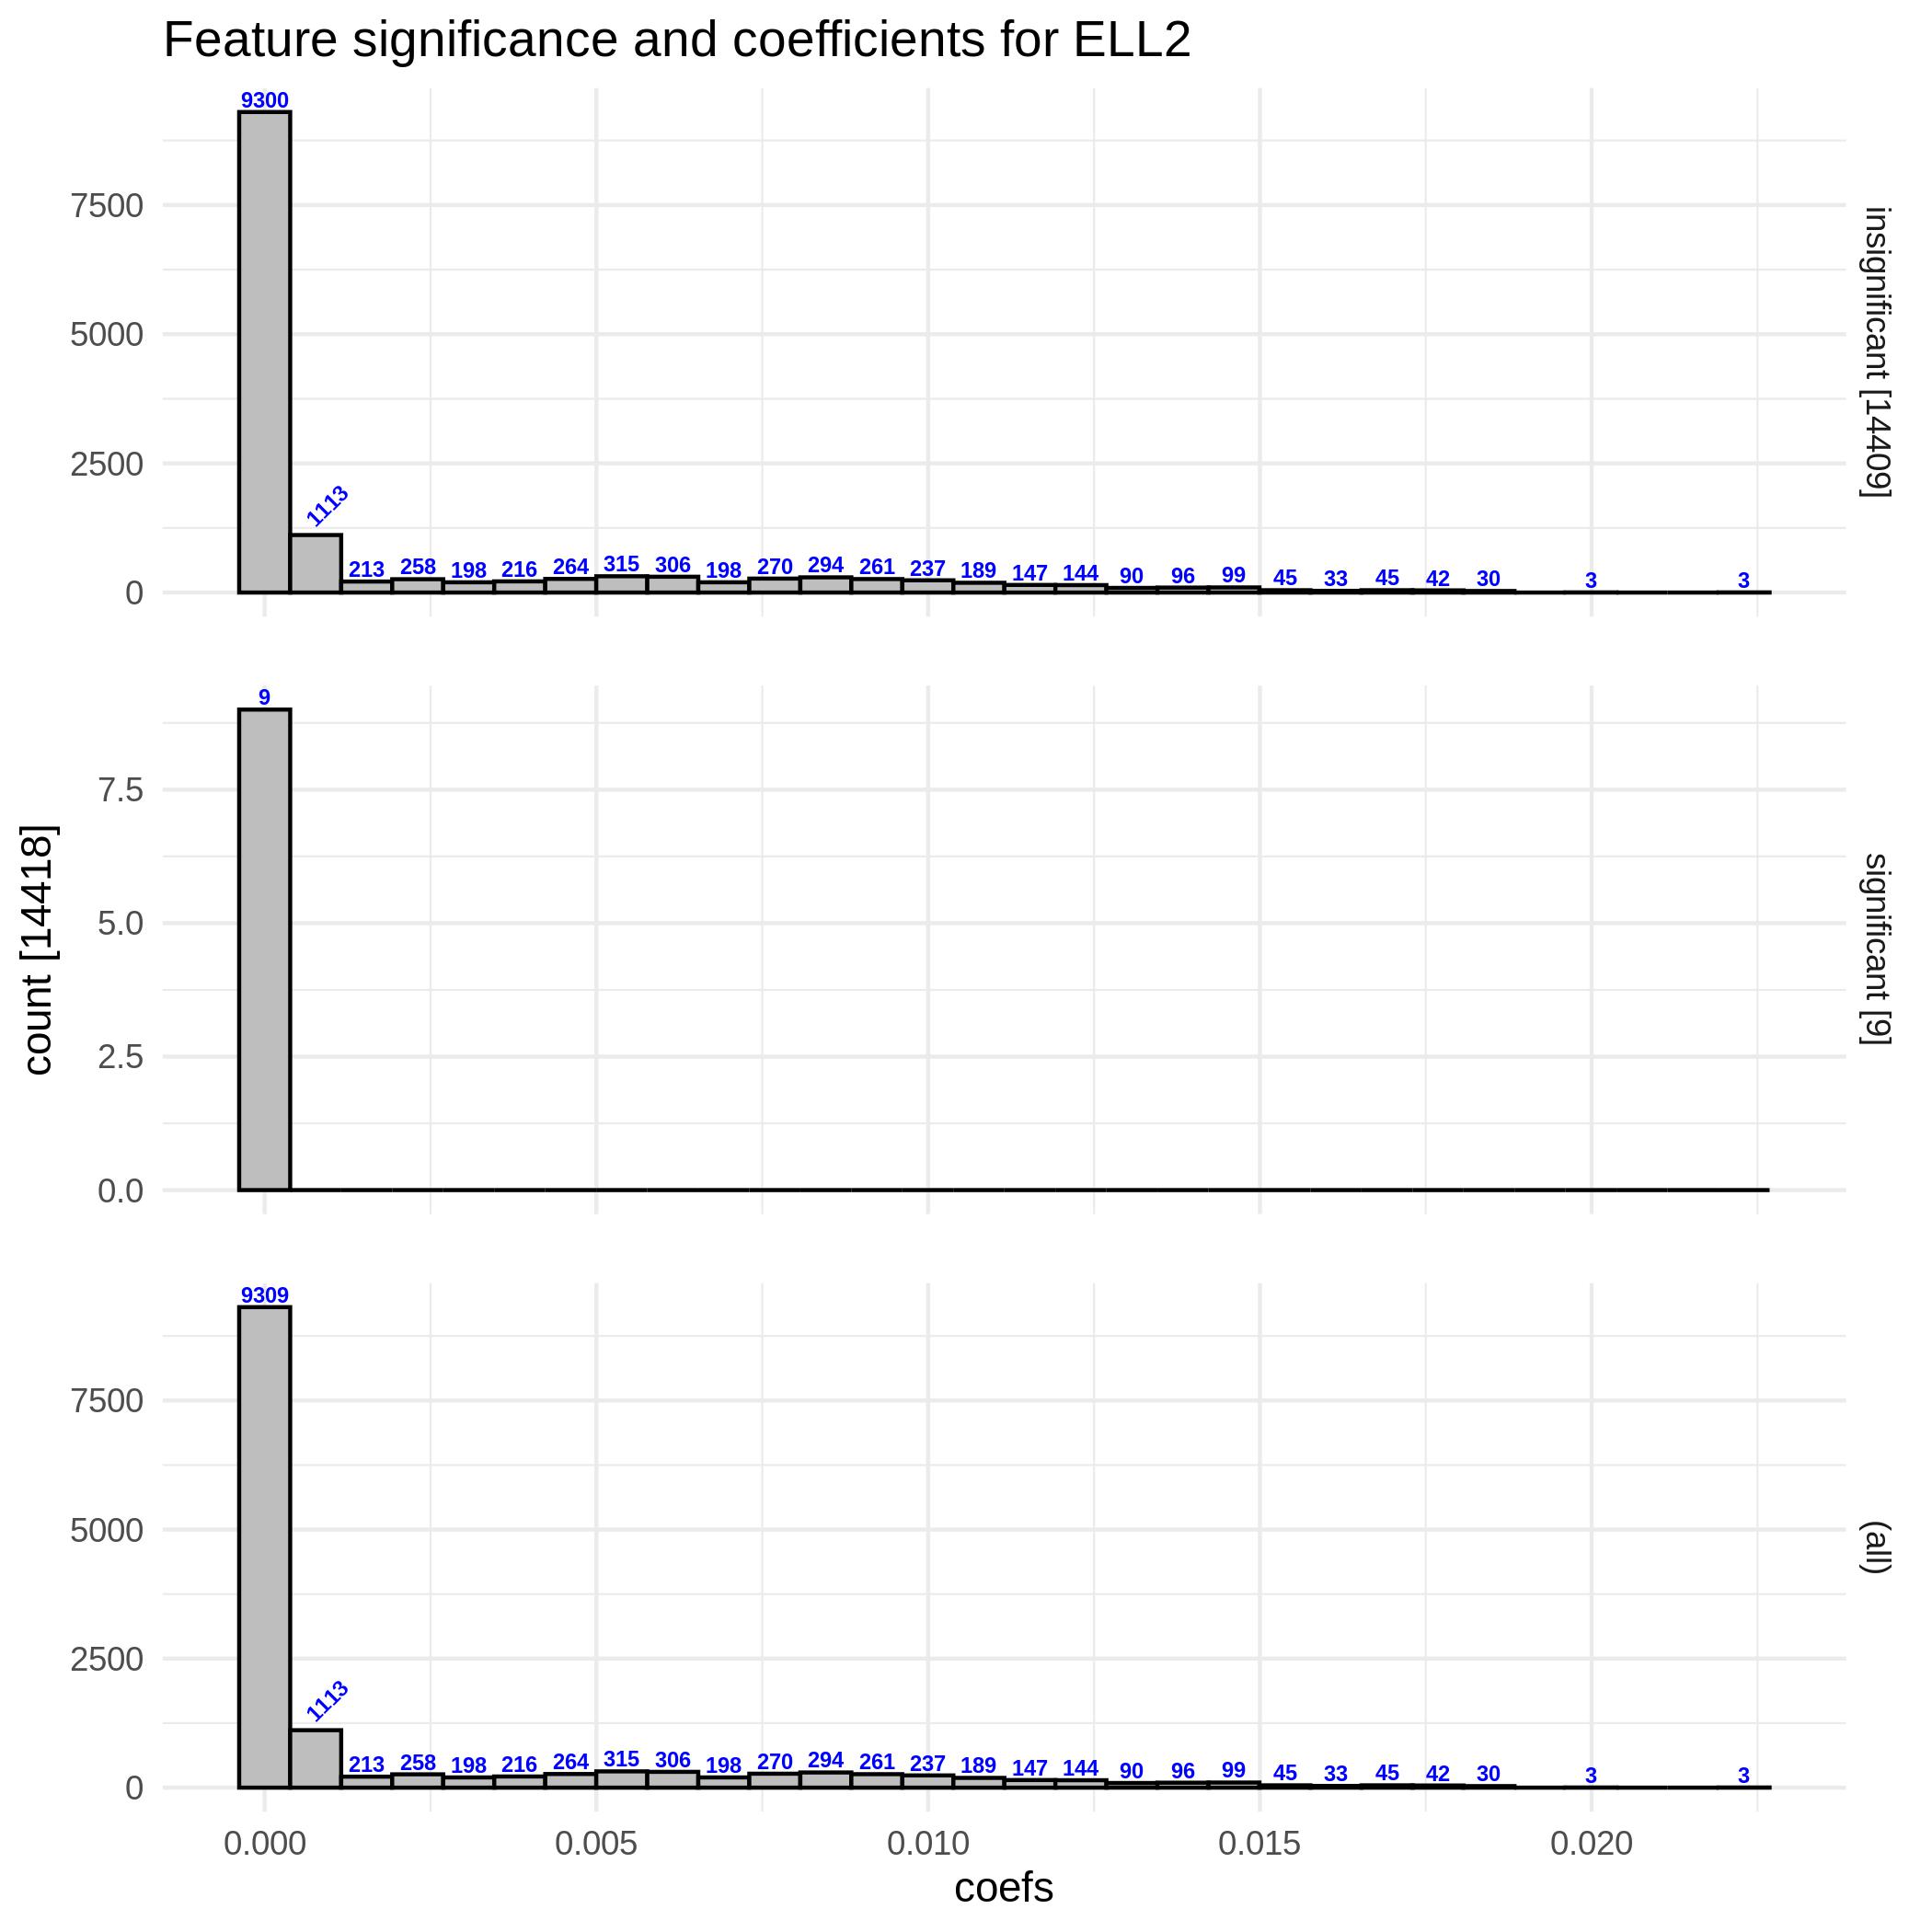 Feature significance and coefficients for ELL2
count [14418]
9300
7500
5000
2500
0
1113
213 258 198 216 264 315 306 198 270 294 261 237 189 147 144 90 96 99 45 33 45 42 30 3 3
insignificant [14409]
9
7.5
5.0
2.5
0.0
significant [9]
9309
7500
5000
2500
0
1113
213 258 198 216 264 315 306 198 270 294 261 237 189 147 144 90 96 99 45 33 45 42 30 3 3
(all)
0.000 0.005 0.010 0.015 0.020
coefs